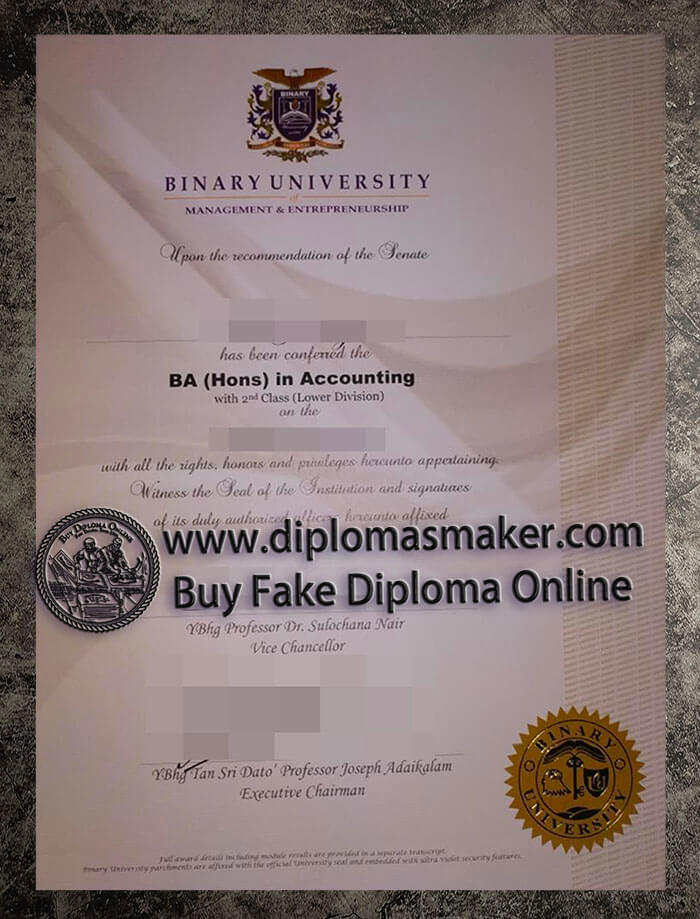 BINARY
BINARY UNIVERSITY
of
MANAGEMENT & ENTREPRENEURSHIP
Upon the recommendation of the Senate
has been conferred the
BA (Hons) in Accounting
with 2nd Class (Lower Division)
on the
with all the rights, honors and privileges hereunto appertaining.
Witness the Seal of the Institution and signatures
of its duly authorized officers hereunto affixed
BUY DIPLOMA ONLINE
www.diplomasmaker.com
Buy Fake Diploma Online
YBhg Professor Dr. Sulochana Nair
Vice Chancellor
YBhg Tan Sri Dato' Professor Joseph Adaikalam
Executive Chairman
BINARY
UNIVERSITY
Full award details including module results are provided in a separate transcript.
Binary University parchments are affixed with the official University seal and embedded with ultra violet security features.